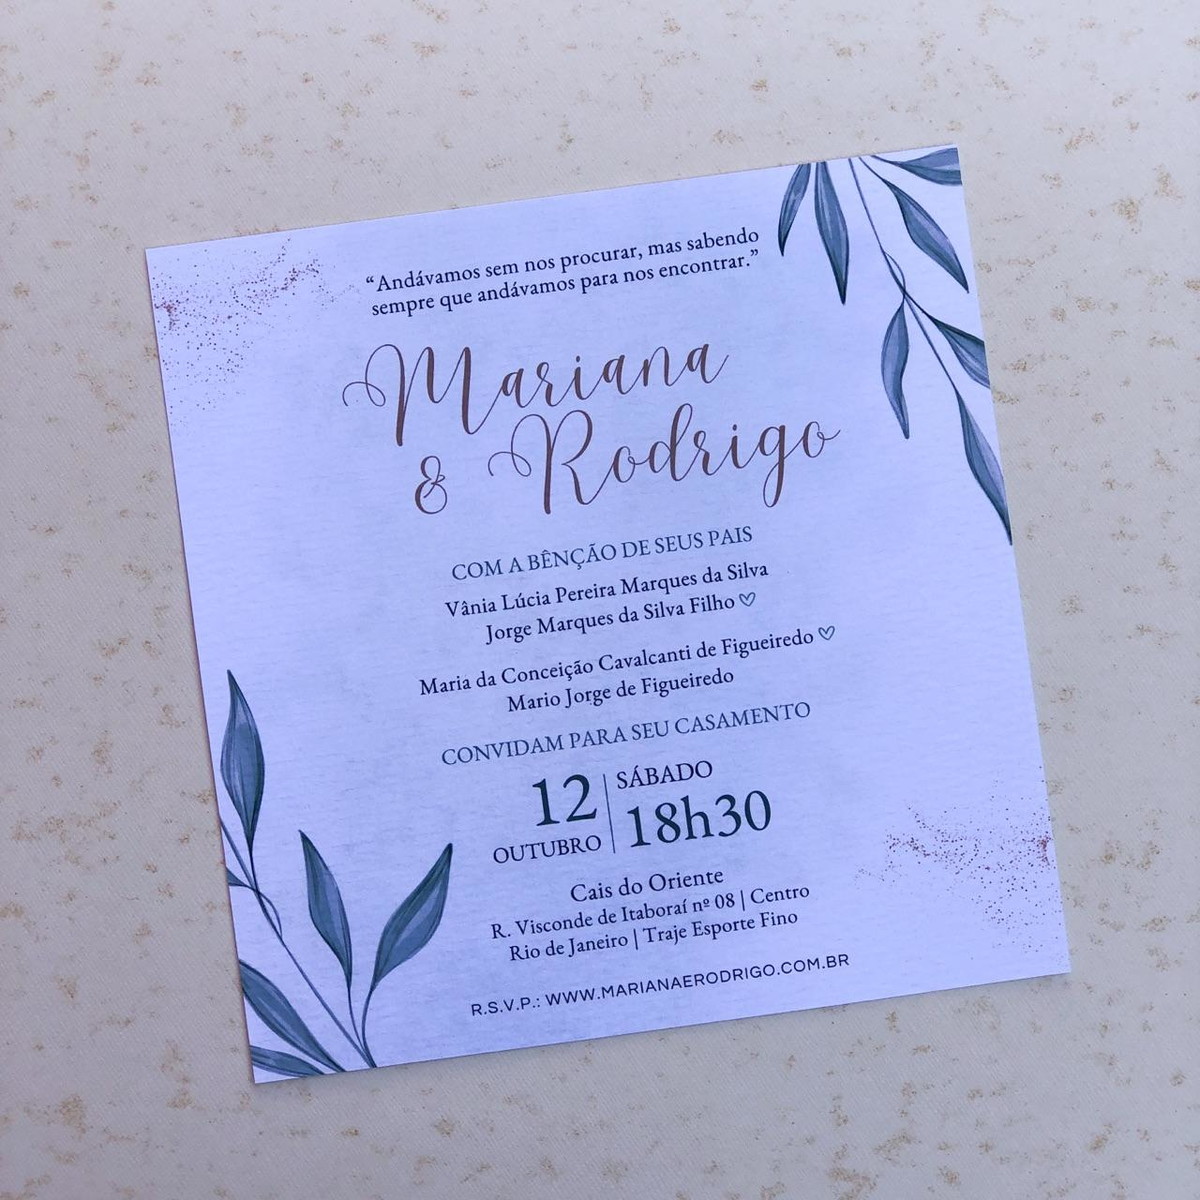 “Andávamos sem nos procurar, mas sabendo
sempre que andávamos para nos encontrar.”
Mariana
& Rodrigo
COM A BÊNÇÃO DE SEUS PAIS
Vânia Lúcia Pereira Marques da Silva
Jorge Marques da Silva Filho ♡
Maria da Conceição Cavalcanti de Figueiredo ♡
Mario Jorge de Figueiredo
CONVIDAM PARA SEU CASAMENTO
12
OUTUBRO
SÁBADO
18h30
Cais do Oriente
R. Visconde de Itaboraí nº 08 | Centro
Rio de Janeiro | Traje Esporte Fino
R.S.V.P.: WWW.MARIANAERODRIGO.COM.BR